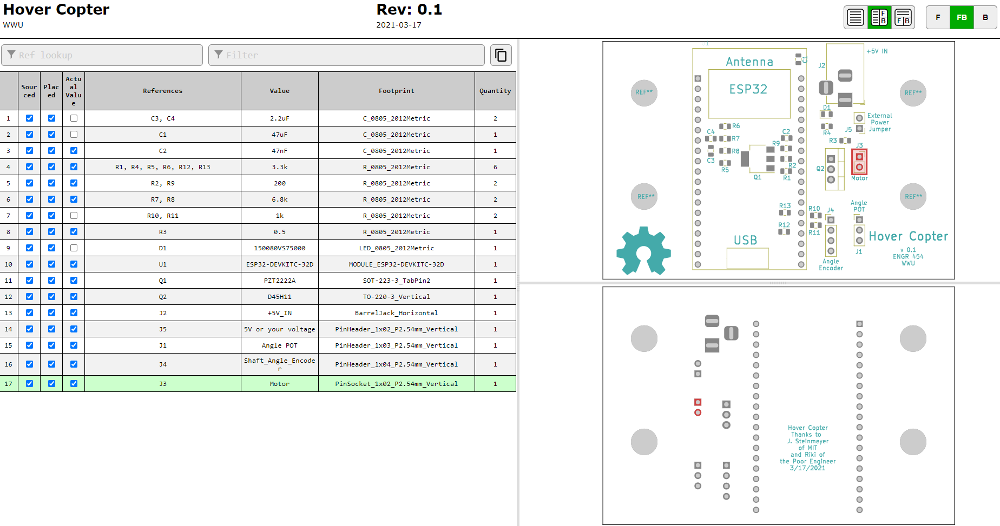 Hover Copter
WWU
Rev: 0.1
2021-03-17
F
B
F B
F
FB
B
Ref lookup
Filter
Sour
ced
Plac
ed
Actu
al
Valu
e
References
Value
Footprint
Quantity
1 C3, C4 2.2uF C_0805_2012Metric 2
2 C1 47uF C_0805_2012Metric 1
3 C2 47nF C_0805_2012Metric 1
4 R1, R4, R5, R6, R12, R13 3.3k R_0805_2012Metric 6
5 R2, R9 200 R_0805_2012Metric 2
6 R7, R8 6.8k R_0805_2012Metric 2
7 R10, R11 1k R_0805_2012Metric 2
8 R3 0.5 R_0805_2012Metric 1
9 D1 150080VS75000 LED_0805_2012Metric 1
10 U1 ESP32-DEVKITC-32D MODULE_ESP32-DEVKITC-32D 1
11 Q1 PZT2222A SOT-223-3_TabPin2 1
12 Q2 D45H11 TO-220-3_Vertical 1
13 J2 +5V_IN BarrelJack_Horizontal 1
14 J5 5V or your voltage PinHeader_1x02_P2.54mm_Vertical 1
15 J1 Angle POT PinHeader_1x03_P2.54mm_Vertical 1
16 J4 Shaft_Angle_Encode
r PinHeader_1x04_P2.54mm_Vertical 1
17 J3 Motor PinSocket_1x02_P2.54mm_Vertical 1
U1
Antenna
C1
+5V IN
J2
ESP32
REF**
REF**
D1
External
Power
Jumper
R6
C4
R7
C2
R4
J5
R3
R9
J3
R8
C3
R5
R2
Q1
R1
Q2
Motor
REF**
REF**
Angle
POT
R13
R10
J4
R12
R11
USB
Hover Copter
J1
v 0.1
ENGR 454
WWU
Angle
Encoder
Hover Copter
Thanks to
J. Steinmeyer
of MIT
and Riki of
the Poor Engineer
3/17/2021